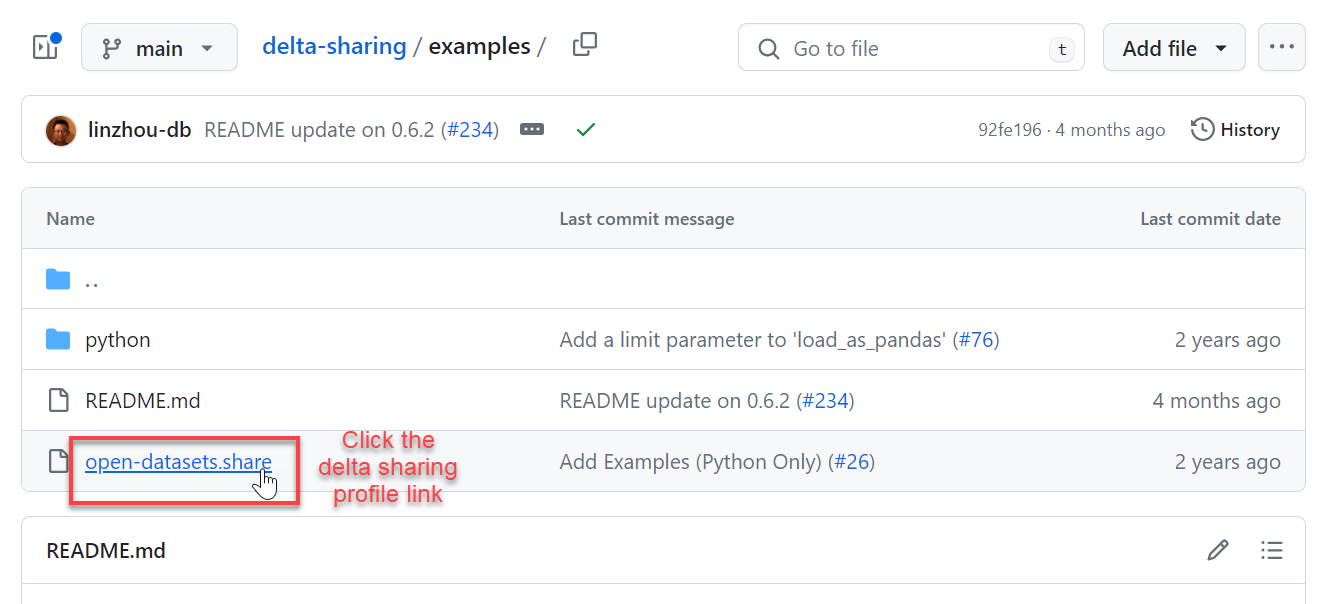 main delta-sharing / examples / Go to file t Add file
linzhou-db README update on 0.6.2 (#234) 92fe196 · 4 months ago History
Name Last commit message Last commit date
..
python Add a limit parameter to 'load_as_pandas' (#76) 2 years ago
README.md README update on 0.6.2 (#234) 4 months ago
open-datasets.share Add Examples (Python Only) (#26) 2 years ago
Click the
delta sharing
profile link
README.md